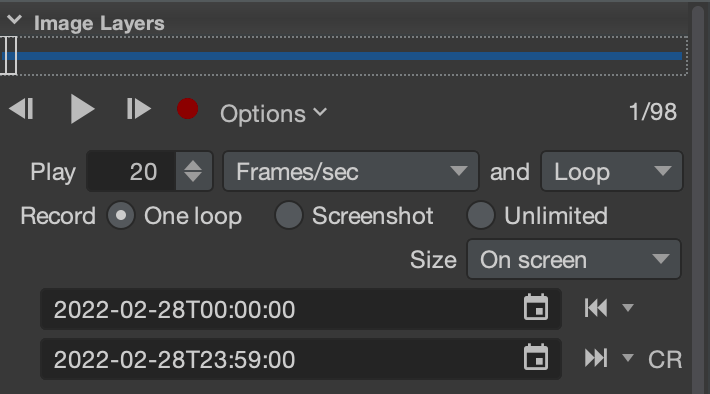 Image Layers
Options 1/98
Play 20 Frames/sec and Loop
Record One loop Screenshot Unlimited
Size On screen
2022-02-28T00:00:00
2022-02-28T23:59:00 CR